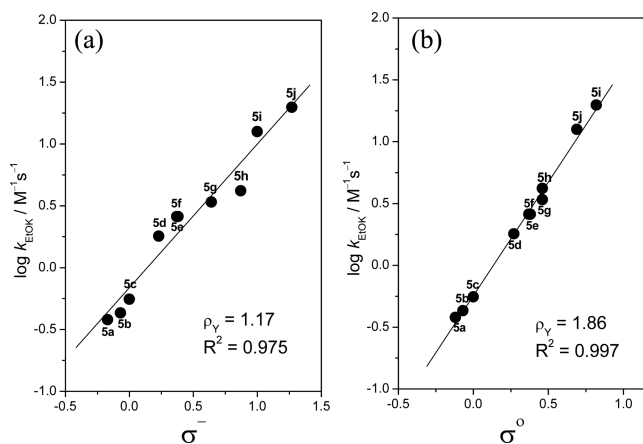 (a)
2.0
1.5
1.0
0.5
0.0
-0.5
-1.0
log k_EtOK / M⁻¹s⁻¹
5j
5i
5h
5g
5f
5e
5d
5c
5b
5a
ρ_Y = 1.17
R² = 0.975
-0.5 0.0 0.5 1.0 1.5
σ⁻
(b)
2.0
1.5
1.0
0.5
0.0
-0.5
-1.0
log k_EtOK / M⁻¹s⁻¹
5i
5j
5h
5g
5f
5e
5d
5c
5b
5a
ρ_Y = 1.86
R² = 0.997
-0.5 0.0 0.5 1.0
σᵒ